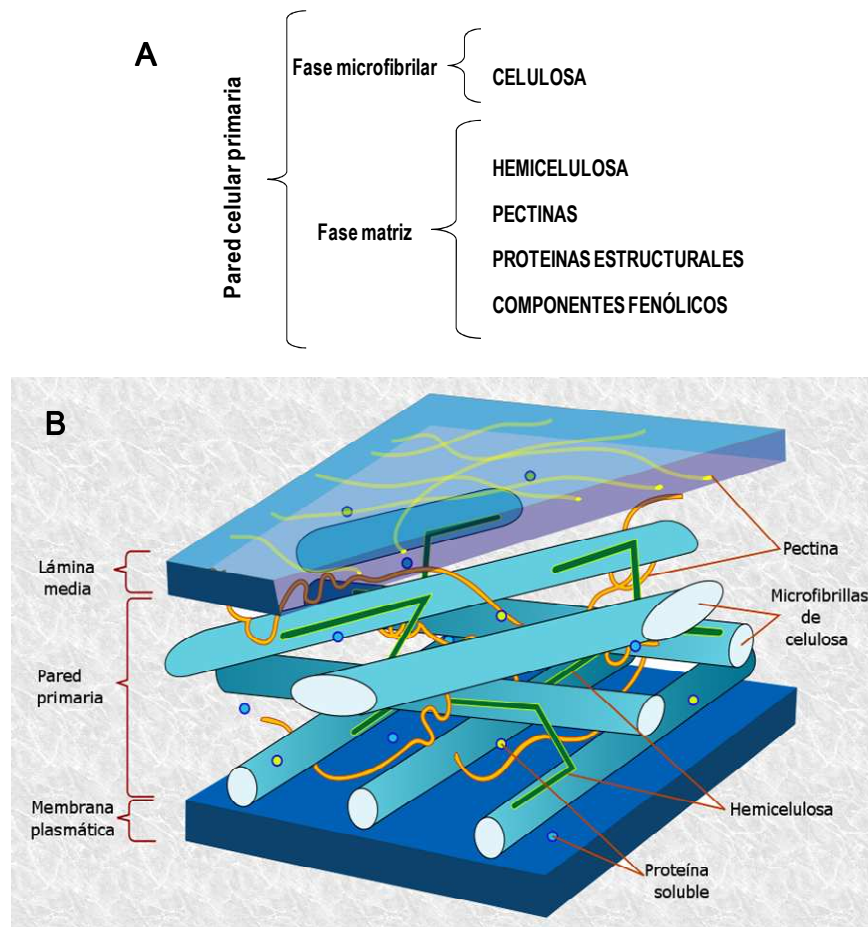 A
Pared celular primaria
Fase microfibrilar
CELULOSA
Fase matriz
HEMICELULOSA
PECTINAS
PROTEINAS ESTRUCTURALES
COMPONENTES FENÓLICOS
B
Lámina
media
Pared
primaria
Membrana
plasmática
Pectina
Microfibrillas
de
celulosa
Hemicelulosa
Proteína
soluble